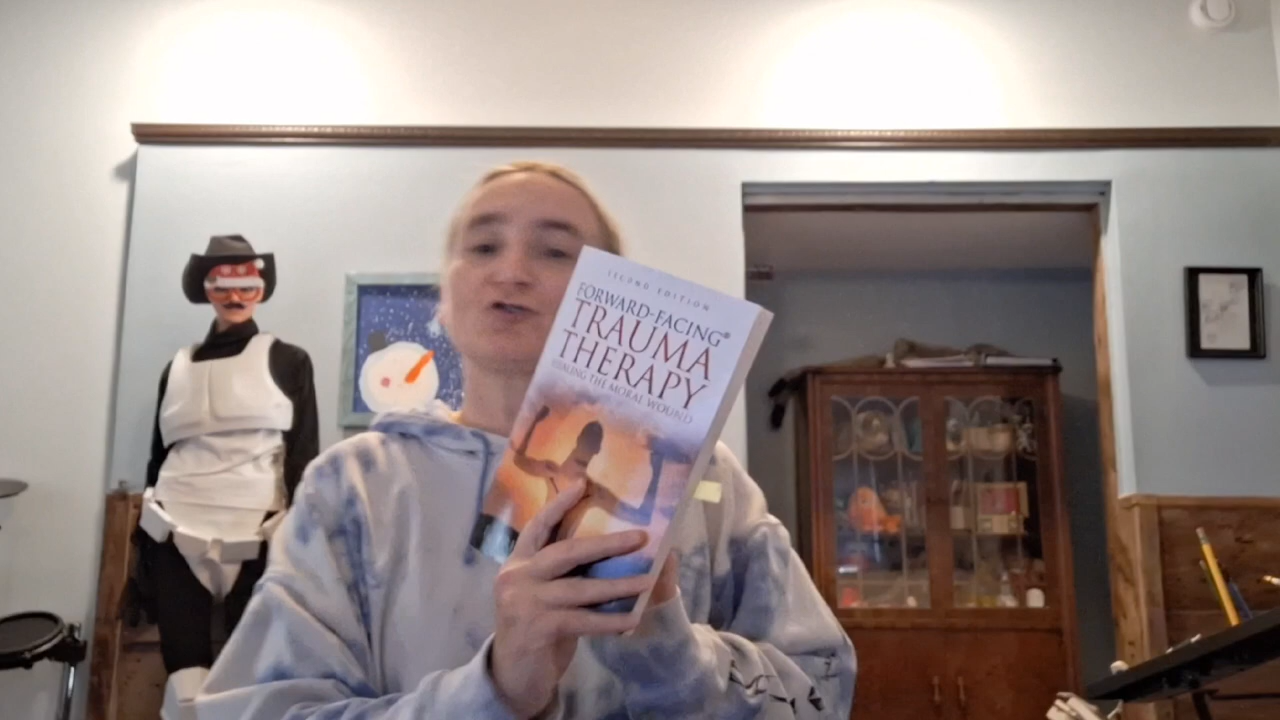 SECOND EDITION
FORWARD-FACING®
TRAUMA
THERAPY
HEALING THE MORAL WOUND